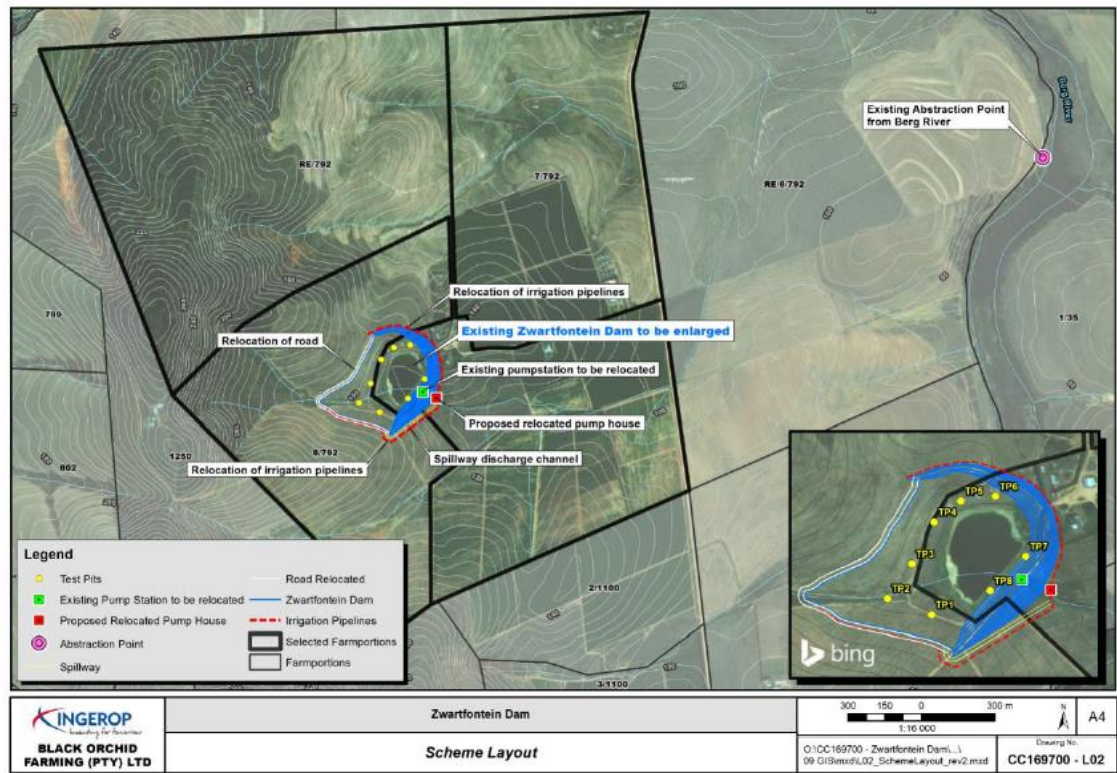 Existing Abstraction Point
from Berg River
Berg River
RE/792
7/792
RE/6/792
799
1/35
Relocation of irrigation pipelines
Relocation of road
Existing Zwartfontein Dam to be enlarged
Existing pumpstation to be relocated
Proposed relocated pump house
8/792
Spillway discharge channel
Relocation of irrigation pipelines
802
1250
2/1100
3/1100
Legend
Test Pits
Existing Pump Station to be relocated
Proposed Relocated Pump House
Abstraction Point
Spillway
Road Relocated
Zwartfontein Dam
Irrigation Pipelines
Selected Farmportions
Farmportions
TP5
TP6
TP4
TP7
TP3
TP8
TP2
TP1
bing
INGEROP
BLACK ORCHID
FARMING (PTY) LTD
Zwartfontein Dam
Scheme Layout
300 150 0 300 m
1:16 000
N
A4
O:\CC169700 - Zwartfontein Dam\...\
09 GIS\mxd\L02_SchemeLayout_rev2.mxd
Drawing No.
CC169700 - L02